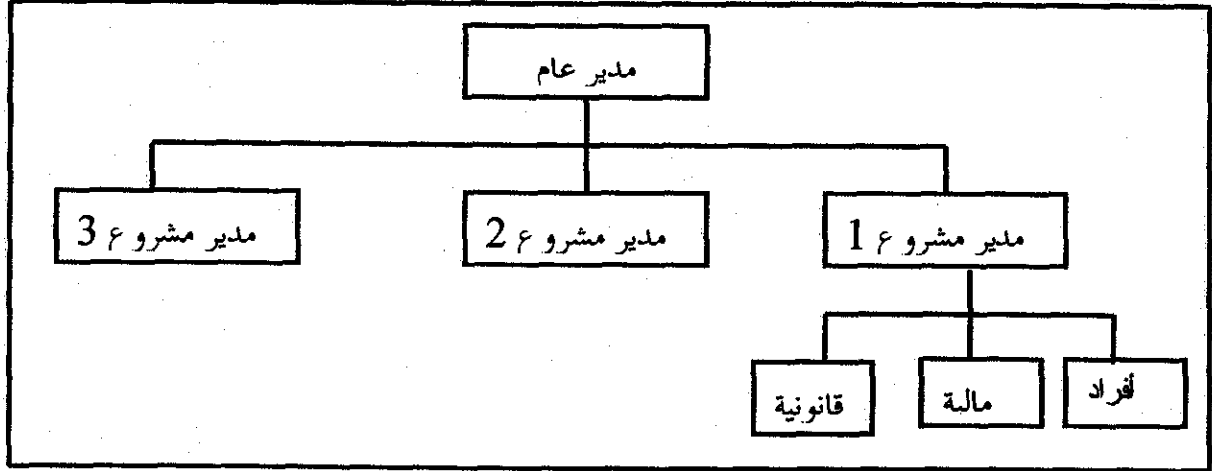 مدير عام
مدير مشروع 1
مدير مشروع 2
مدير مشروع 3
أفراد
مالية
قانونية